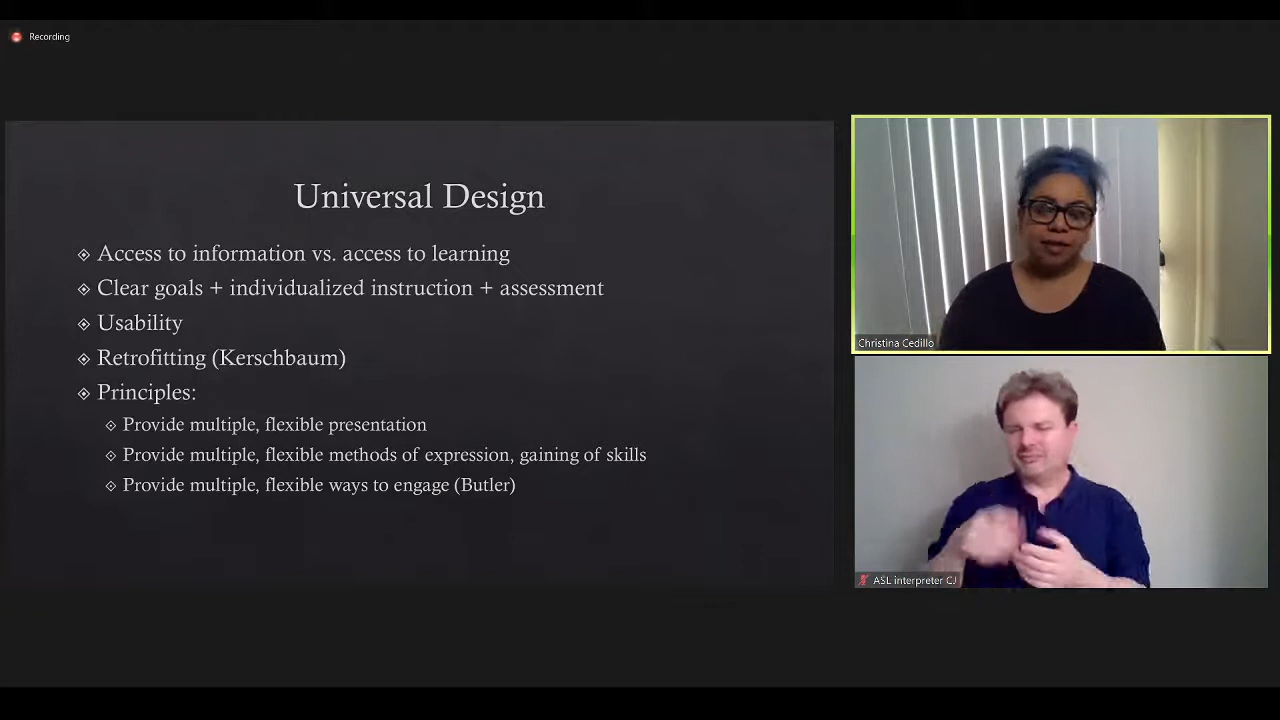 Recording
Universal Design
Access to information vs. access to learning
Clear goals + individualized instruction + assessment
Usability
Retrofitting (Kerschbaum)
Principles:
Provide multiple, flexible presentation
Provide multiple, flexible methods of expression, gaining of skills
Provide multiple, flexible ways to engage (Butler)
Christina Cedillo
ASL interpreter CJ